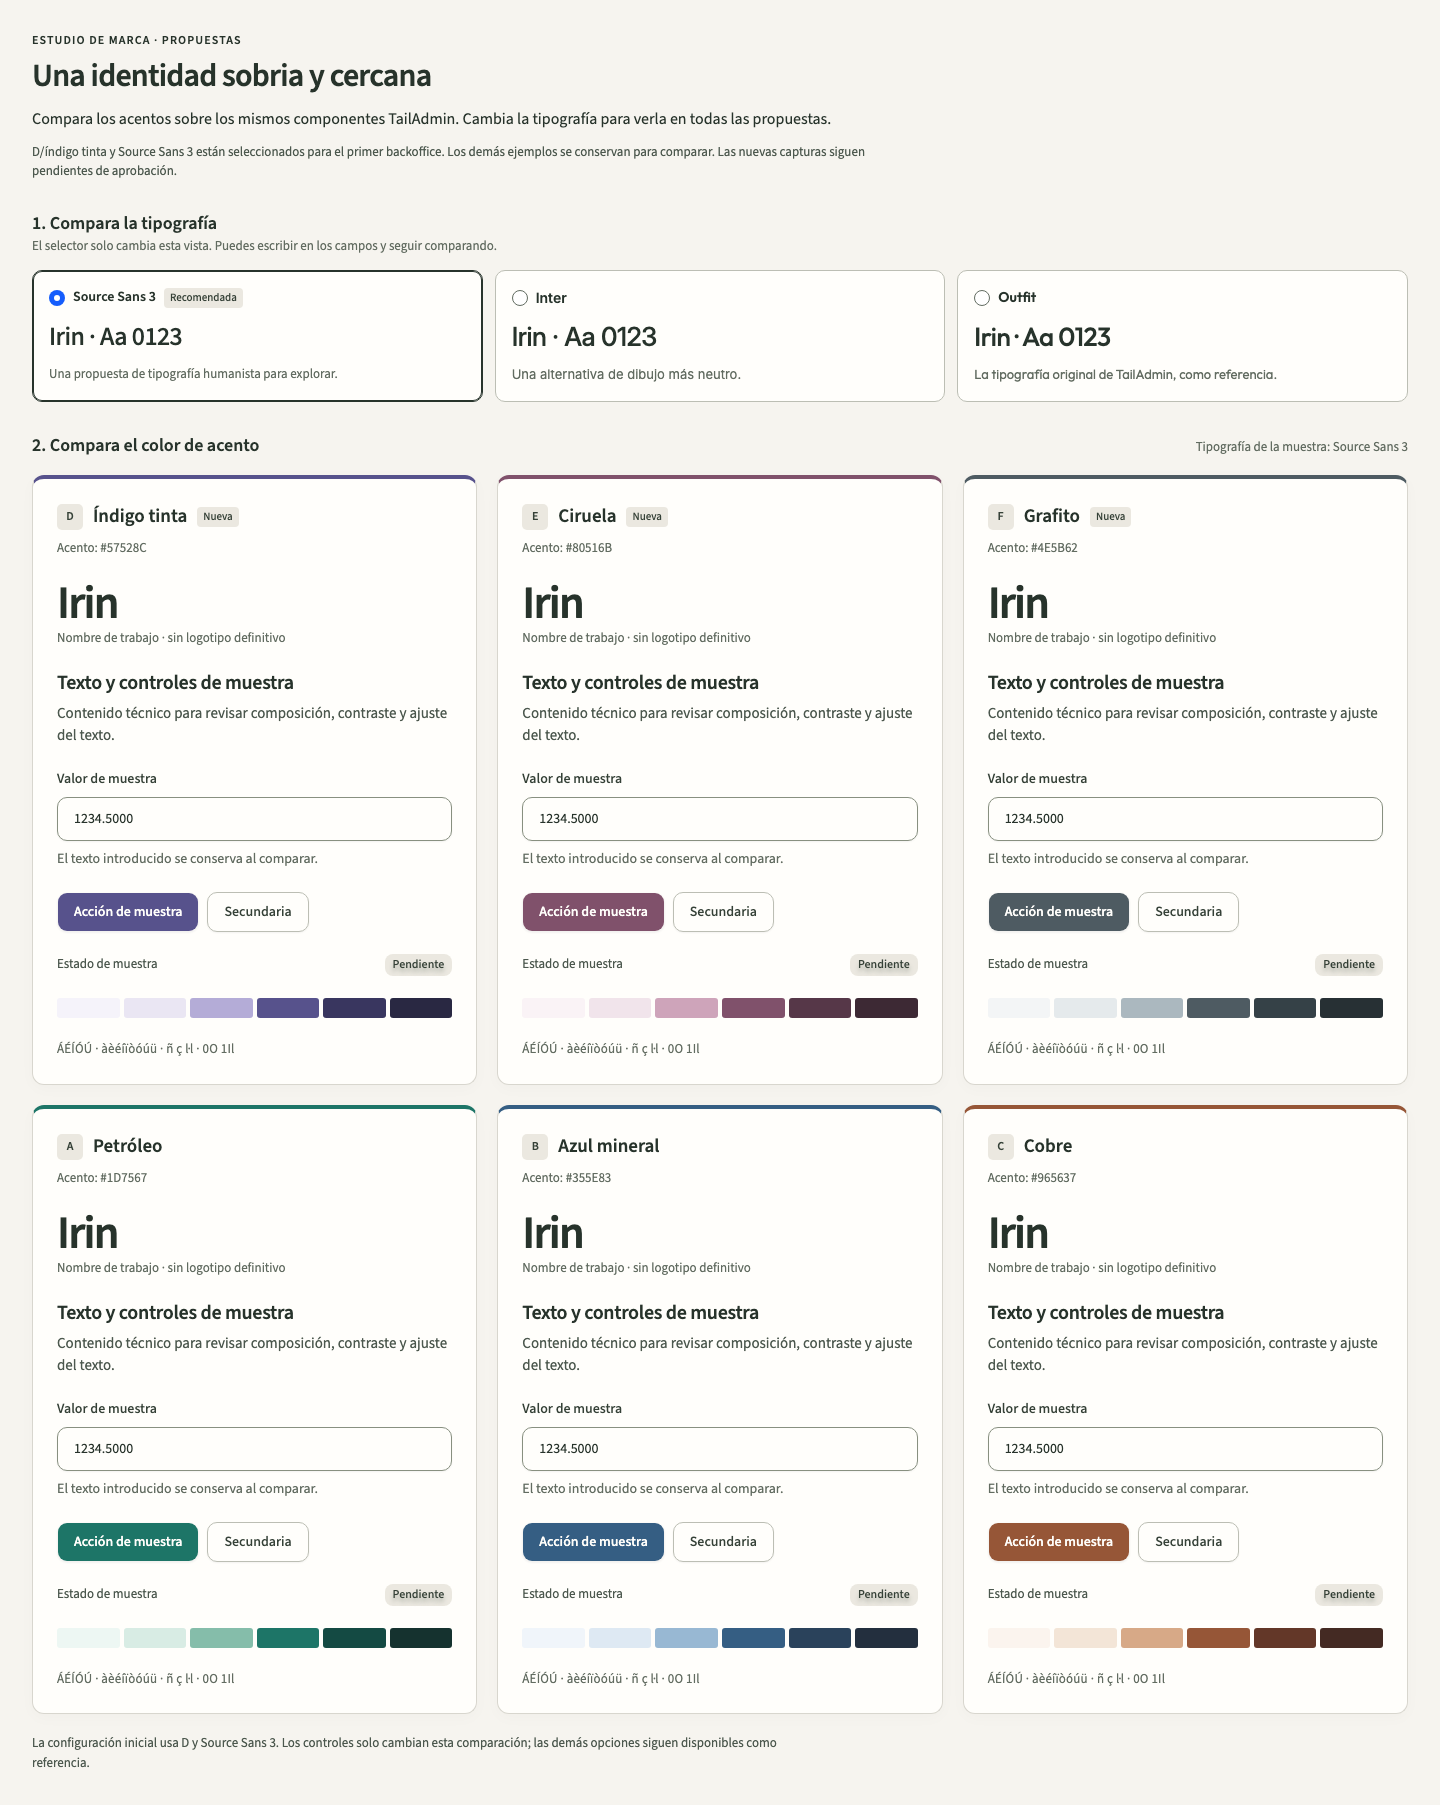 ESTUDIO DE MARCA · PROPUESTAS
Una identidad sobria y cercana
Compara los acentos sobre los mismos componentes TailAdmin. Cambia la tipografía para verla en todas las propuestas.
D/índigo tinta y Source Sans 3 están seleccionados para el primer backoffice. Los demás ejemplos se conservan para comparar. Las nuevas capturas siguen
pendientes de aprobación.
1. Compara la tipografía
El selector solo cambia esta vista. Puedes escribir en los campos y seguir comparando.
Source Sans 3 Recomendada
Irin · Aa 0123
Una propuesta de tipografía humanista para explorar.
Inter
Irin · Aa 0123
Una alternativa de dibujo más neutro.
Outfit
Irin · Aa 0123
La tipografía original de TailAdmin, como referencia.
2. Compara el color de acento
Tipografía de la muestra: Source Sans 3
D Índigo tinta Nueva
Acento: #57528C
Irin
Nombre de trabajo · sin logotipo definitivo
Texto y controles de muestra
Contenido técnico para revisar composición, contraste y ajuste
del texto.
Valor de muestra
1234.5000
El texto introducido se conserva al comparar.
Acción de muestra Secundaria
Estado de muestra Pendiente
ÁÉÍÓÚ · àèéíïòóúü · ñ ç l·l · 0O 1Il
E Ciruela Nueva
Acento: #80516B
Irin
Nombre de trabajo · sin logotipo definitivo
Texto y controles de muestra
Contenido técnico para revisar composición, contraste y ajuste
del texto.
Valor de muestra
1234.5000
El texto introducido se conserva al comparar.
Acción de muestra Secundaria
Estado de muestra Pendiente
ÁÉÍÓÚ · àèéíïòóúü · ñ ç l·l · 0O 1Il
F Grafito Nueva
Acento: #4E5B62
Irin
Nombre de trabajo · sin logotipo definitivo
Texto y controles de muestra
Contenido técnico para revisar composición, contraste y ajuste
del texto.
Valor de muestra
1234.5000
El texto introducido se conserva al comparar.
Acción de muestra Secundaria
Estado de muestra Pendiente
ÁÉÍÓÚ · àèéíïòóúü · ñ ç l·l · 0O 1Il
A Petróleo
Acento: #1D7567
Irin
Nombre de trabajo · sin logotipo definitivo
Texto y controles de muestra
Contenido técnico para revisar composición, contraste y ajuste
del texto.
Valor de muestra
1234.5000
El texto introducido se conserva al comparar.
Acción de muestra Secundaria
Estado de muestra Pendiente
ÁÉÍÓÚ · àèéíïòóúü · ñ ç l·l · 0O 1Il
B Azul mineral
Acento: #355E83
Irin
Nombre de trabajo · sin logotipo definitivo
Texto y controles de muestra
Contenido técnico para revisar composición, contraste y ajuste
del texto.
Valor de muestra
1234.5000
El texto introducido se conserva al comparar.
Acción de muestra Secundaria
Estado de muestra Pendiente
ÁÉÍÓÚ · àèéíïòóúü · ñ ç l·l · 0O 1Il
C Cobre
Acento: #965637
Irin
Nombre de trabajo · sin logotipo definitivo
Texto y controles de muestra
Contenido técnico para revisar composición, contraste y ajuste
del texto.
Valor de muestra
1234.5000
El texto introducido se conserva al comparar.
Acción de muestra Secundaria
Estado de muestra Pendiente
ÁÉÍÓÚ · àèéíïòóúü · ñ ç l·l · 0O 1Il
La configuración inicial usa D y Source Sans 3. Los controles solo cambian esta comparación; las demás opciones siguen disponibles como
referencia.